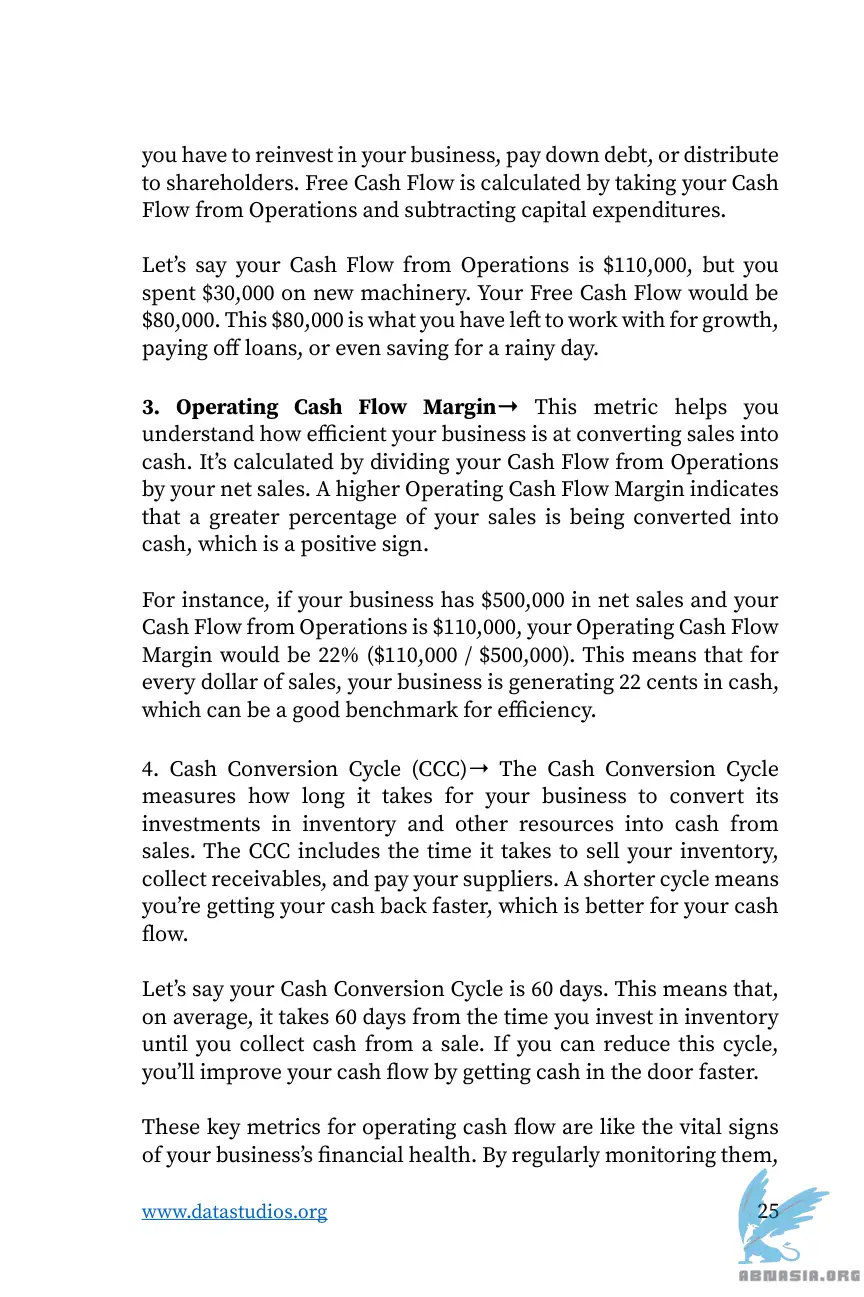 you have to reinvest in your business, pay down debt, or distribute
to shareholders. Free Cash Flow is calculated by taking your Cash
Flow from Operations and subtracting capital expenditures.
Let’s say your Cash Flow from Operations is $110,000, but you
spent $30,000 on new machinery. Your Free Cash Flow would be
$80,000. This $80,000 is what you have left to work with for growth,
paying off loans, or even saving for a rainy day.
3. Operating Cash Flow Margin→ This metric helps you
understand how efficient your business is at converting sales into
cash. It’s calculated by dividing your Cash Flow from Operations
by your net sales. A higher Operating Cash Flow Margin indicates
that a greater percentage of your sales is being converted into
cash, which is a positive sign.
For instance, if your business has $500,000 in net sales and your
Cash Flow from Operations is $110,000, your Operating Cash Flow
Margin would be 22% ($110,000 / $500,000). This means that for
every dollar of sales, your business is generating 22 cents in cash,
which can be a good benchmark for efficiency.
4. Cash Conversion Cycle (CCC)→ The Cash Conversion Cycle
measures how long it takes for your business to convert its
investments in inventory and other resources into cash from
sales. The CCC includes the time it takes to sell your inventory,
collect receivables, and pay your suppliers. A shorter cycle means
you’re getting your cash back faster, which is better for your cash
flow.
Let’s say your Cash Conversion Cycle is 60 days. This means that,
on average, it takes 60 days from the time you invest in inventory
until you collect cash from a sale. If you can reduce this cycle,
you’ll improve your cash flow by getting cash in the door faster.
These key metrics for operating cash flow are like the vital signs
of your business’s financial health. By regularly monitoring them,
www.datastudios.org 25
ABNASIA.ORG